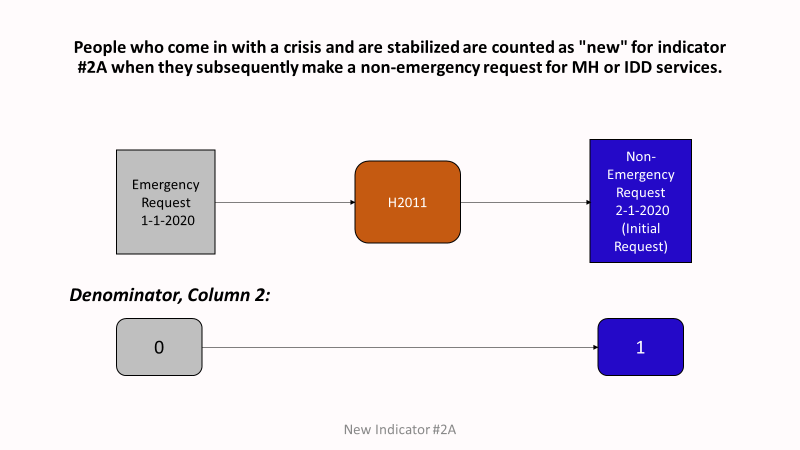 People who come in with a crisis and are stabilized are counted as "new" for indicator
#2A when they subsequently make a non-emergency request for MH or IDD services.
Emergency
Request
1-1-2020
H2011
Non-
Emergency
Request
2-1-2020
(Initial
Request)
Denominator, Column 2:
0
1
New Indicator #2A